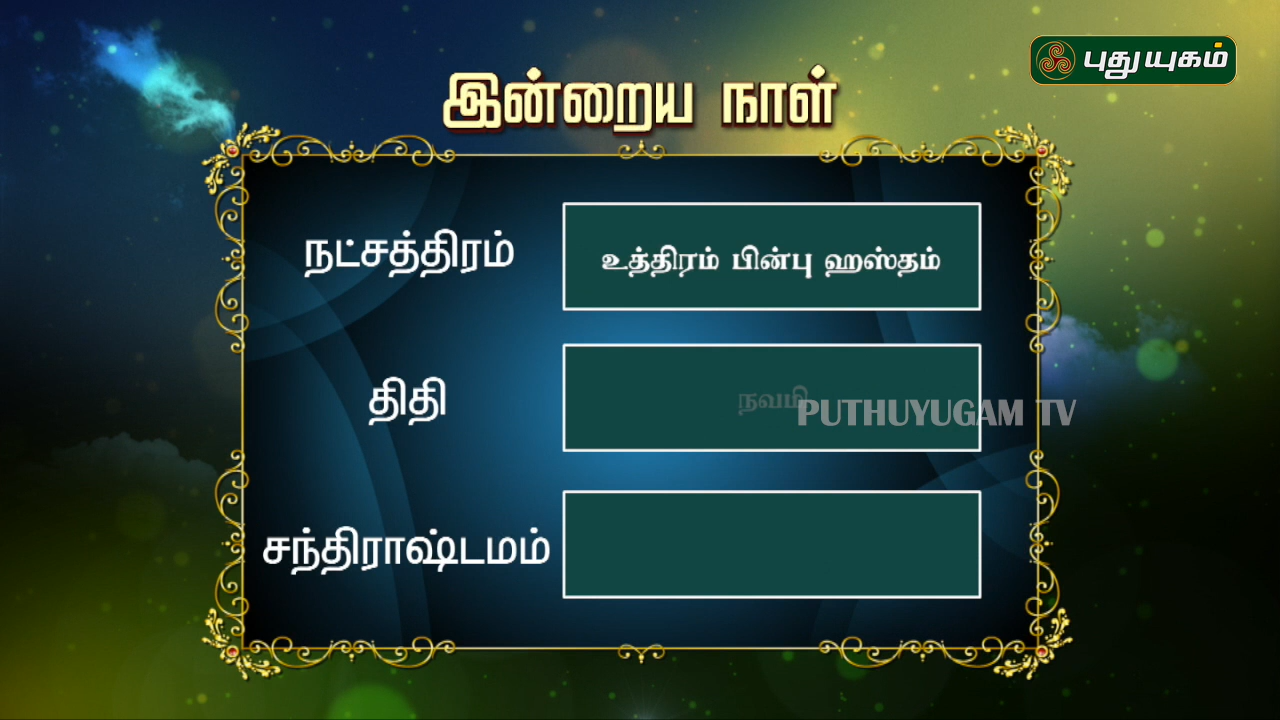 புதுயுகம்
இன்றைய நாள்
நட்சத்திரம்
உத்திரம் பின்பு ஹஸ்தம்
திதி
நவமி
PUTHUYUGAM TV
சந்திராஷ்டமம்